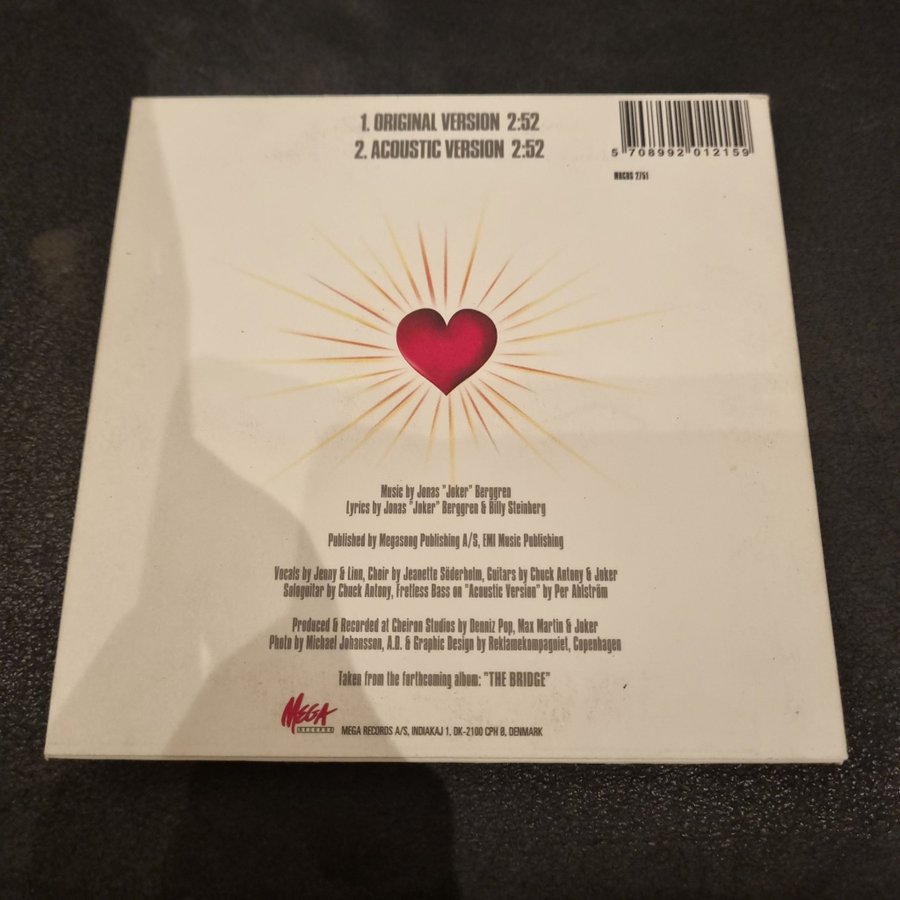 1. ORIGINAL VERSION 2:52
2. ACOUSTIC VERSION 2:52
5 708992 012159
MRCDS 2751
Music by Jonas "Joker" Berggren
Lyrics by Jonas "Joker" Berggren & Billy Steinberg
Published by Megasong Publishing A/S, EMI Music Publishing
Vocals by Jenny & Linn, Choir by Jeanette Söderholm, Guitars by Chuck Antony & Joker
Sologuitar by Chuck Antony, Fretless Bass on "Acoustic Version" by Per Ahlström
Produced & Recorded at Cheiron Studios by Denniz Pop, Max Martin & Joker
Photo by Michael Johansson, A.D. & Graphic Design by Reklamekompagniet, Copenhagen
Taken from the forthcoming album: "THE BRIDGE"
MEGA
RECORDS
MEGA RECORDS A/S, INDIAKAJ 1, DK-2100 CPH Ø, DENMARK